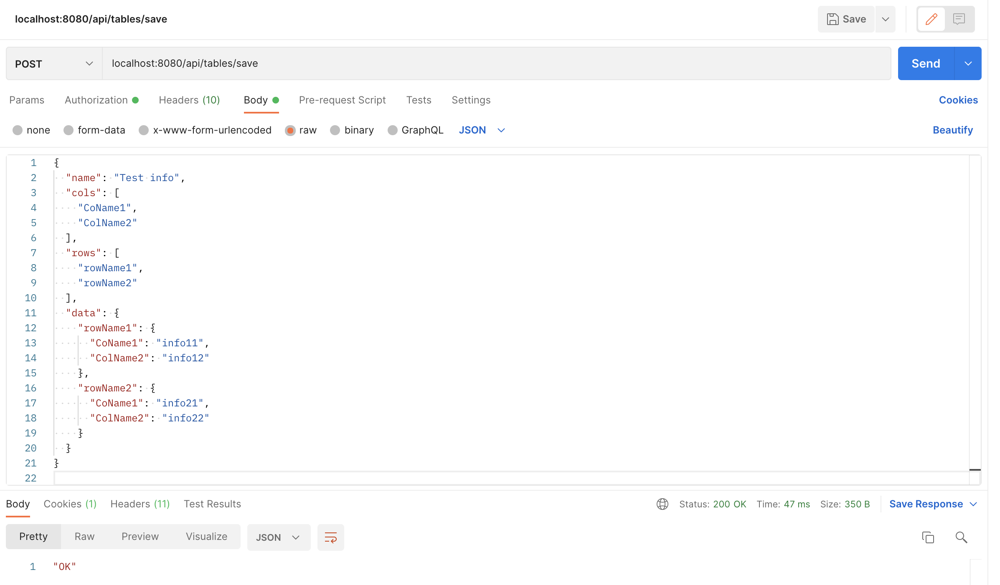 localhost:8080/api/tables/save
Save
POST
localhost:8080/api/tables/save
Send
Params Authorization Headers (10) Body Pre-request Script Tests Settings Cookies
none form-data x-www-form-urlencoded raw binary GraphQL JSON Beautify
1 {
2 "name": "Test info",
3 "cols": [
4 "CoName1",
5 "ColName2"
6 ],
7 "rows": [
8 "rowName1",
9 "rowName2"
10 ],
11 "data": {
12 "rowName1": {
13 "CoName1": "info11",
14 "ColName2": "info12"
15 },
16 "rowName2": {
17 "CoName1": "info21",
18 "ColName2": "info22"
19 }
20 }
21 }
22
Body Cookies (1) Headers (11) Test Results Status: 200 OK Time: 47 ms Size: 350 B Save Response
Pretty Raw Preview Visualize JSON
1 "OK"